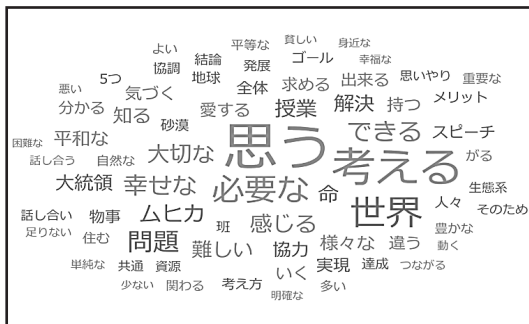 貧しい 身近な
よい 平等な ゴール 幸福な
協調 結論 発展
5つ 地球 全体 求める 出来る 思いやり 重要な
悪い 気づく メリット
分かる 知る 愛する 授業 解決 持つ
砂漠 思う できる スピーチ
困難な 平和な 大切な 考える がる
話し合う 自然な
大統領 幸せな 必要な 命 世界 生態系
人々 そのため
話し合い 物事 ムヒカ 班 感じる 豊かな
足りない 住む 問題 難しい 協力 様々な 違う 動く
単純な 共通 資源 いく 実現 達成 つながる
少ない 関わる 考え方 明確な 多い